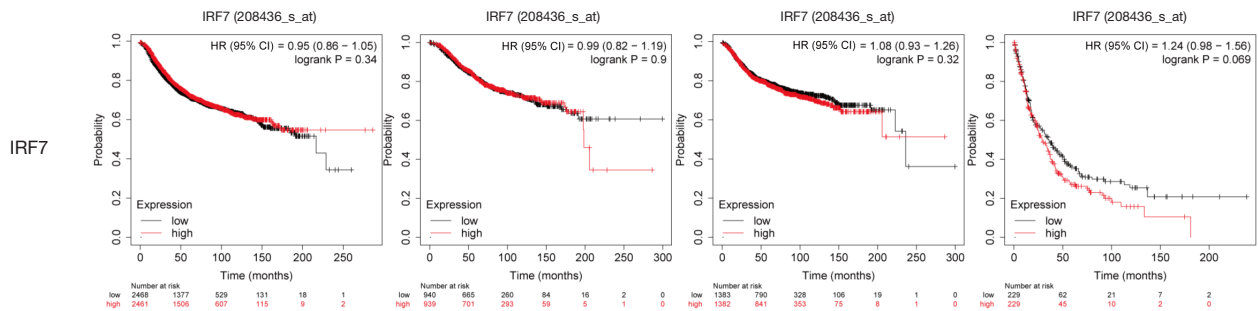 IRF7
IRF7 (208436_s_at)
HR (95% CI) = 0.95 (0.86 − 1.05)
logrank P = 0.34
Probability
1.0
0.8
0.6
0.4
0.2
0.0
Expression
low
high
0 50 100 150 200 250
Time (months)
Number at risk
low 2468 1377 529 131 18 1
high 2461 1506 607 115 9 2
IRF7 (208436_s_at)
HR (95% CI) = 0.99 (0.82 − 1.19)
logrank P = 0.9
Probability
1.0
0.8
0.6
0.4
0.2
0.0
Expression
low
high
0 50 100 150 200 250 300
Time (months)
Number at risk
low 940 665 260 84 16 2 0
high 939 701 293 59 5 1 0
IRF7 (208436_s_at)
HR (95% CI) = 1.08 (0.93 − 1.26)
logrank P = 0.32
Probability
1.0
0.8
0.6
0.4
0.2
0.0
Expression
low
high
0 50 100 150 200 250 300
Time (months)
Number at risk
low 1383 790 328 106 19 1 0
high 1382 841 353 75 8 1 0
IRF7 (208436_s_at)
HR (95% CI) = 1.24 (0.98 − 1.56)
logrank P = 0.069
Probability
1.0
0.8
0.6
0.4
0.2
0.0
Expression
low
high
0 50 100 150 200
Time (months)
Number at risk
low 229 62 21 7 2
high 229 45 10 2 0